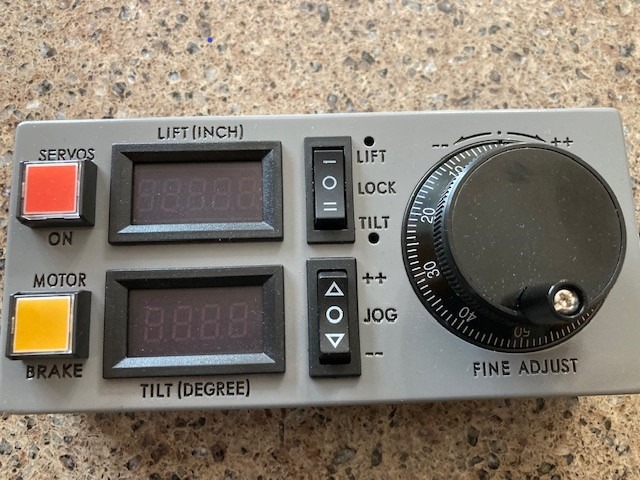 LIFT (INCH)
SERVOS
ON
MOTOR
BRAKE
TILT (DEGREE)
LIFT
LOCK
TILT
++
JOG
--
-- ++
10
20
30
40
50
FINE ADJUST